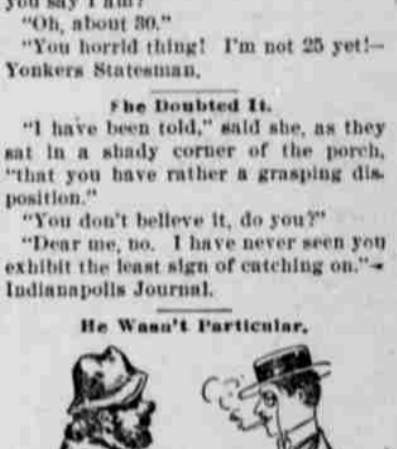 you say I am?
"Oh, about 30."
"You horrid thing! I'm not 25 yet!—
Yonkers Statesman.
She Doubted It.
"I have been told," said she, as they
sat in a shady corner of the porch,
"that you have rather a grasping dis-
position."
"You don't believe it, do you?"
"Dear me, no. I have never seen you
exhibit the least sign of catching on."—
Indianapolis Journal.
He Wasn't Particular.